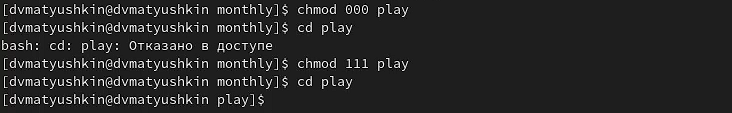 [dvmatyushkin@dvmatyushkin monthly]$ chmod 000 play
[dvmatyushkin@dvmatyushkin monthly]$ cd play
bash: cd: play: Отказано в доступе
[dvmatyushkin@dvmatyushkin monthly]$ chmod 111 play
[dvmatyushkin@dvmatyushkin monthly]$ cd play
[dvmatyushkin@dvmatyushkin play]$